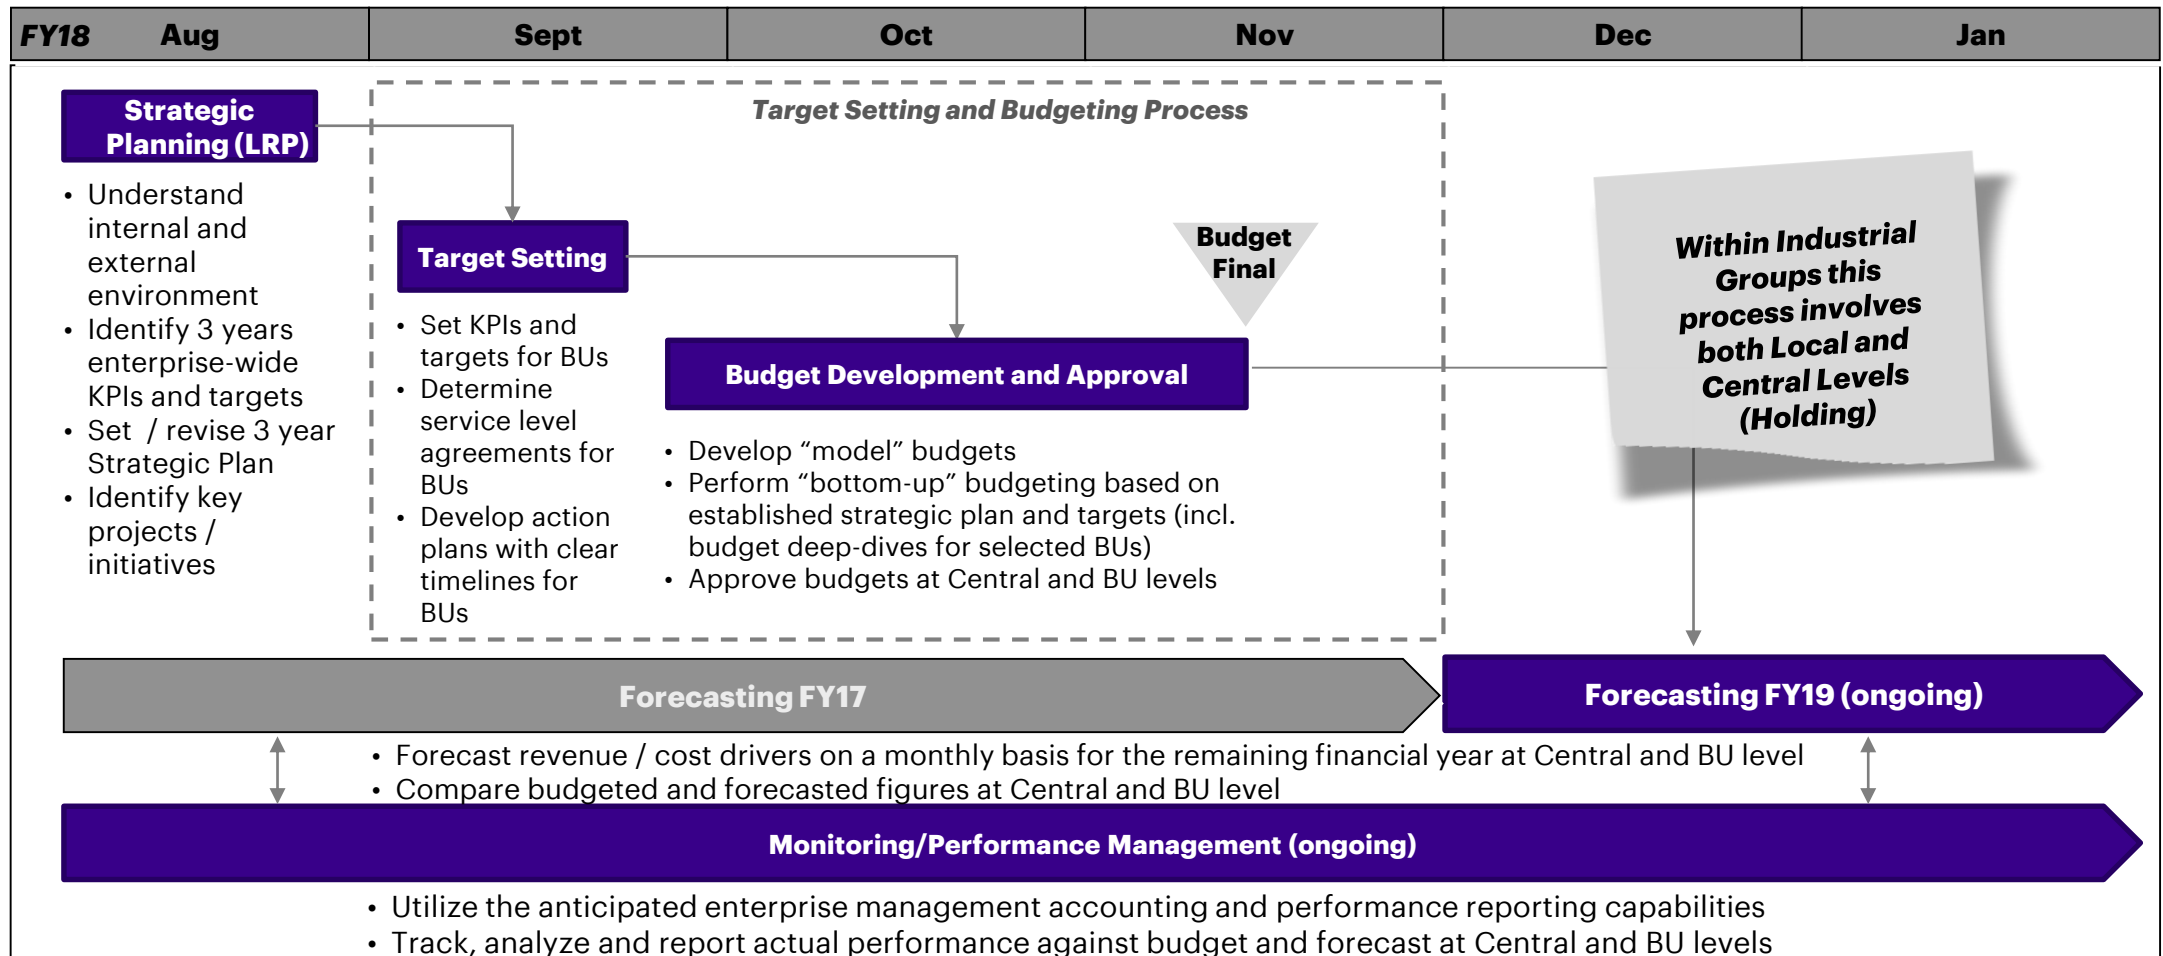 FY18 Aug Sept Oct Nov Dec Jan
Strategic
Planning (LRP)
• Understand
internal and
external
environment
• Identify 3 years
enterprise-wide
KPIs and targets
• Set / revise 3 year
Strategic Plan
• Identify key
projects /
initiatives
Target Setting and Budgeting Process
Target Setting
• Set KPIs and
targets for BUs
• Determine
service level
agreements for
BUs
• Develop action
plans with clear
timelines for
BUs
Budget
Final
Budget Development and Approval
• Develop “model” budgets
• Perform “bottom-up” budgeting based on
established strategic plan and targets (incl.
budget deep-dives for selected BUs)
• Approve budgets at Central and BU levels
Within Industrial
Groups this
process involves
both Local and
Central Levels
(Holding)
Forecasting FY17
Forecasting FY19 (ongoing)
• Forecast revenue / cost drivers on a monthly basis for the remaining financial year at Central and BU level
• Compare budgeted and forecasted figures at Central and BU level
Monitoring/Performance Management (ongoing)
• Utilize the anticipated enterprise management accounting and performance reporting capabilities
• Track, analyze and report actual performance against budget and forecast at Central and BU levels